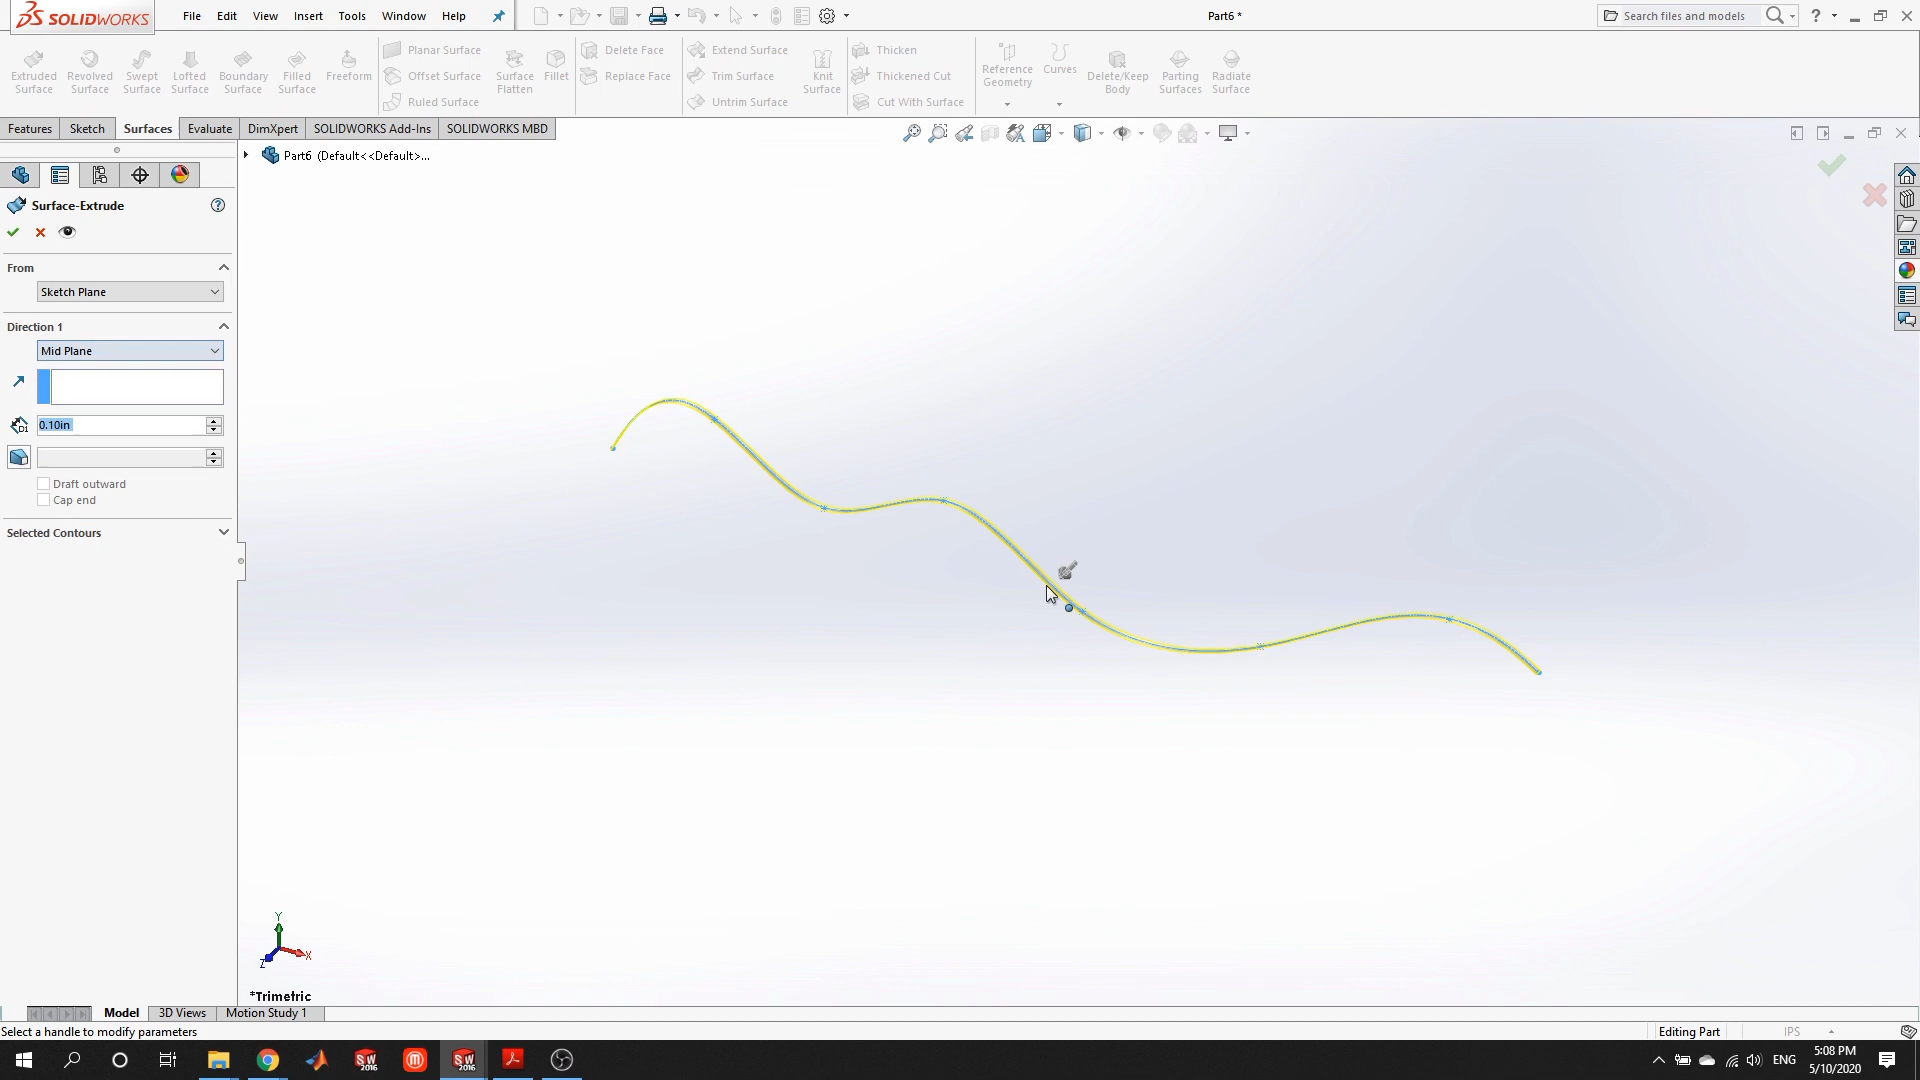 SOLIDWORKS File Edit View Insert Tools Window Help Part6 * Search files and models ?
Extruded Surface Revolved Surface Swept Surface Lofted Surface Boundary Surface Filled Surface Freeform
Planar Surface
Offset Surface
Ruled Surface
Surface Flatten Fillet
Delete Face
Replace Face
Extend Surface
Trim Surface
Untrim Surface
Knit Surface
Thicken
Thickened Cut
Cut With Surface
Reference Geometry Curves Delete/Keep Body Parting Surfaces Radiate Surface
Features Sketch Surfaces Evaluate DimXpert SOLIDWORKS Add-Ins SOLIDWORKS MBD
Part6 (Default<<Default>...
Surface-Extrude ?
From
Sketch Plane
Direction 1
Mid Plane
D1 0.10in
Draft outward
Cap end
Selected Contours
Y
X
Z
*Trimetric
Model 3D Views Motion Study 1
Select a handle to modify parameters Editing Part IPS
SW 2016 SW 2016 ENG 5:08 PM
5/10/2020